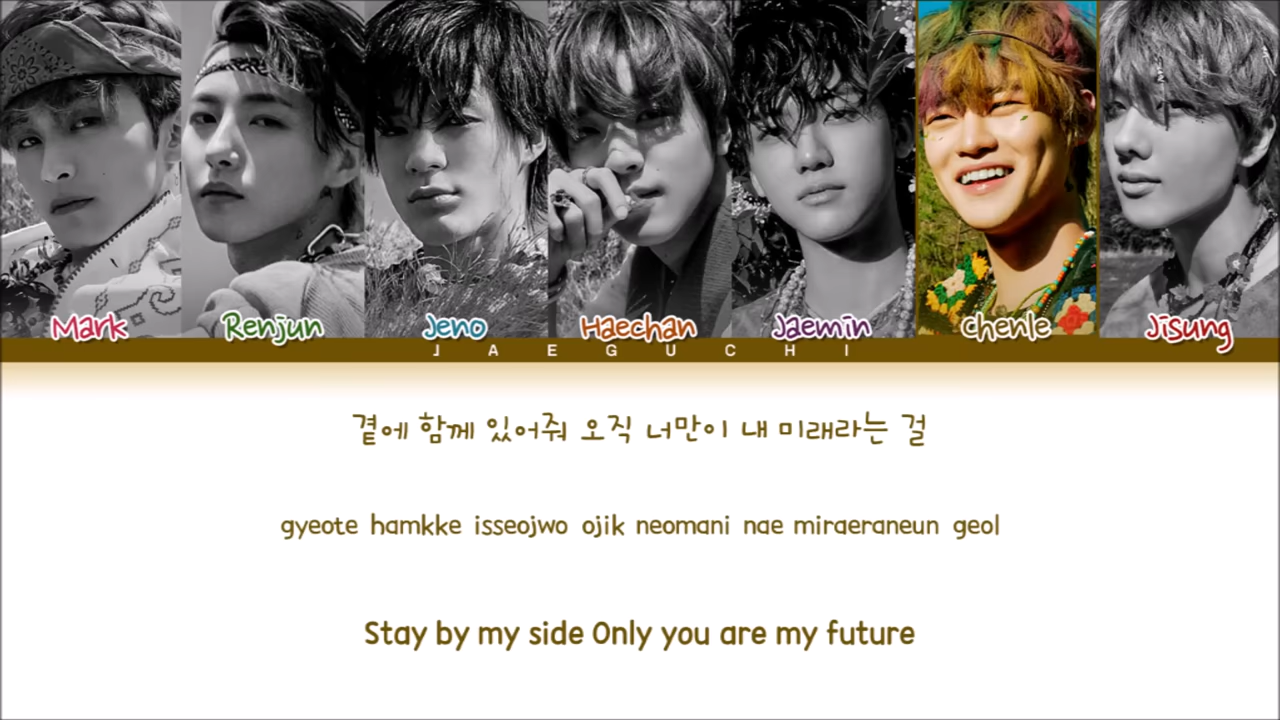 Mark Renjun Jeno Haechan Jaemin Chenle Jisung
JAEGUCHI
곁에 함께 있어줘 오직 너만이 내 미래라는 걸
gyeote hamkke isseojwo ojik neomani nae miraeraneun geol
Stay by my side Only you are my future